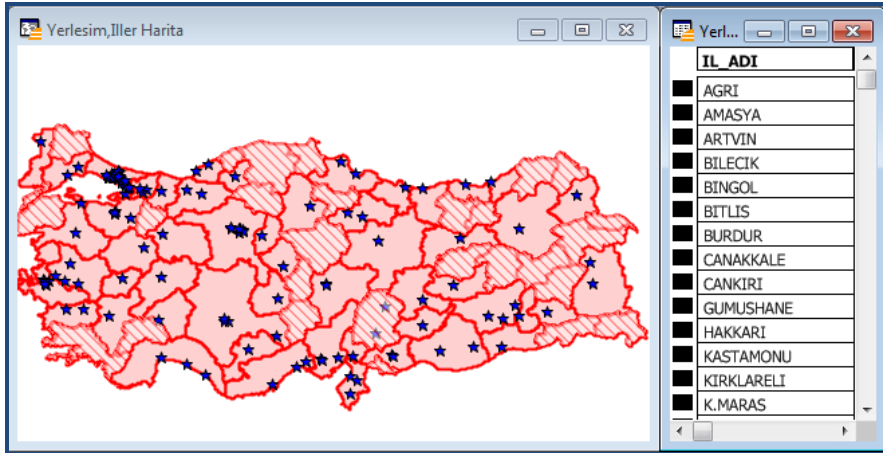 Yerlesim,Iller Harita
Yerl...
IL_ADI
AGRI
AMASYA
ARTVIN
BILECIK
BINGOL
BITLIS
BURDUR
CANAKKALE
CANKIRI
GUMUSHANE
HAKKARI
KASTAMONU
KIRKLARELI
K.MARAS